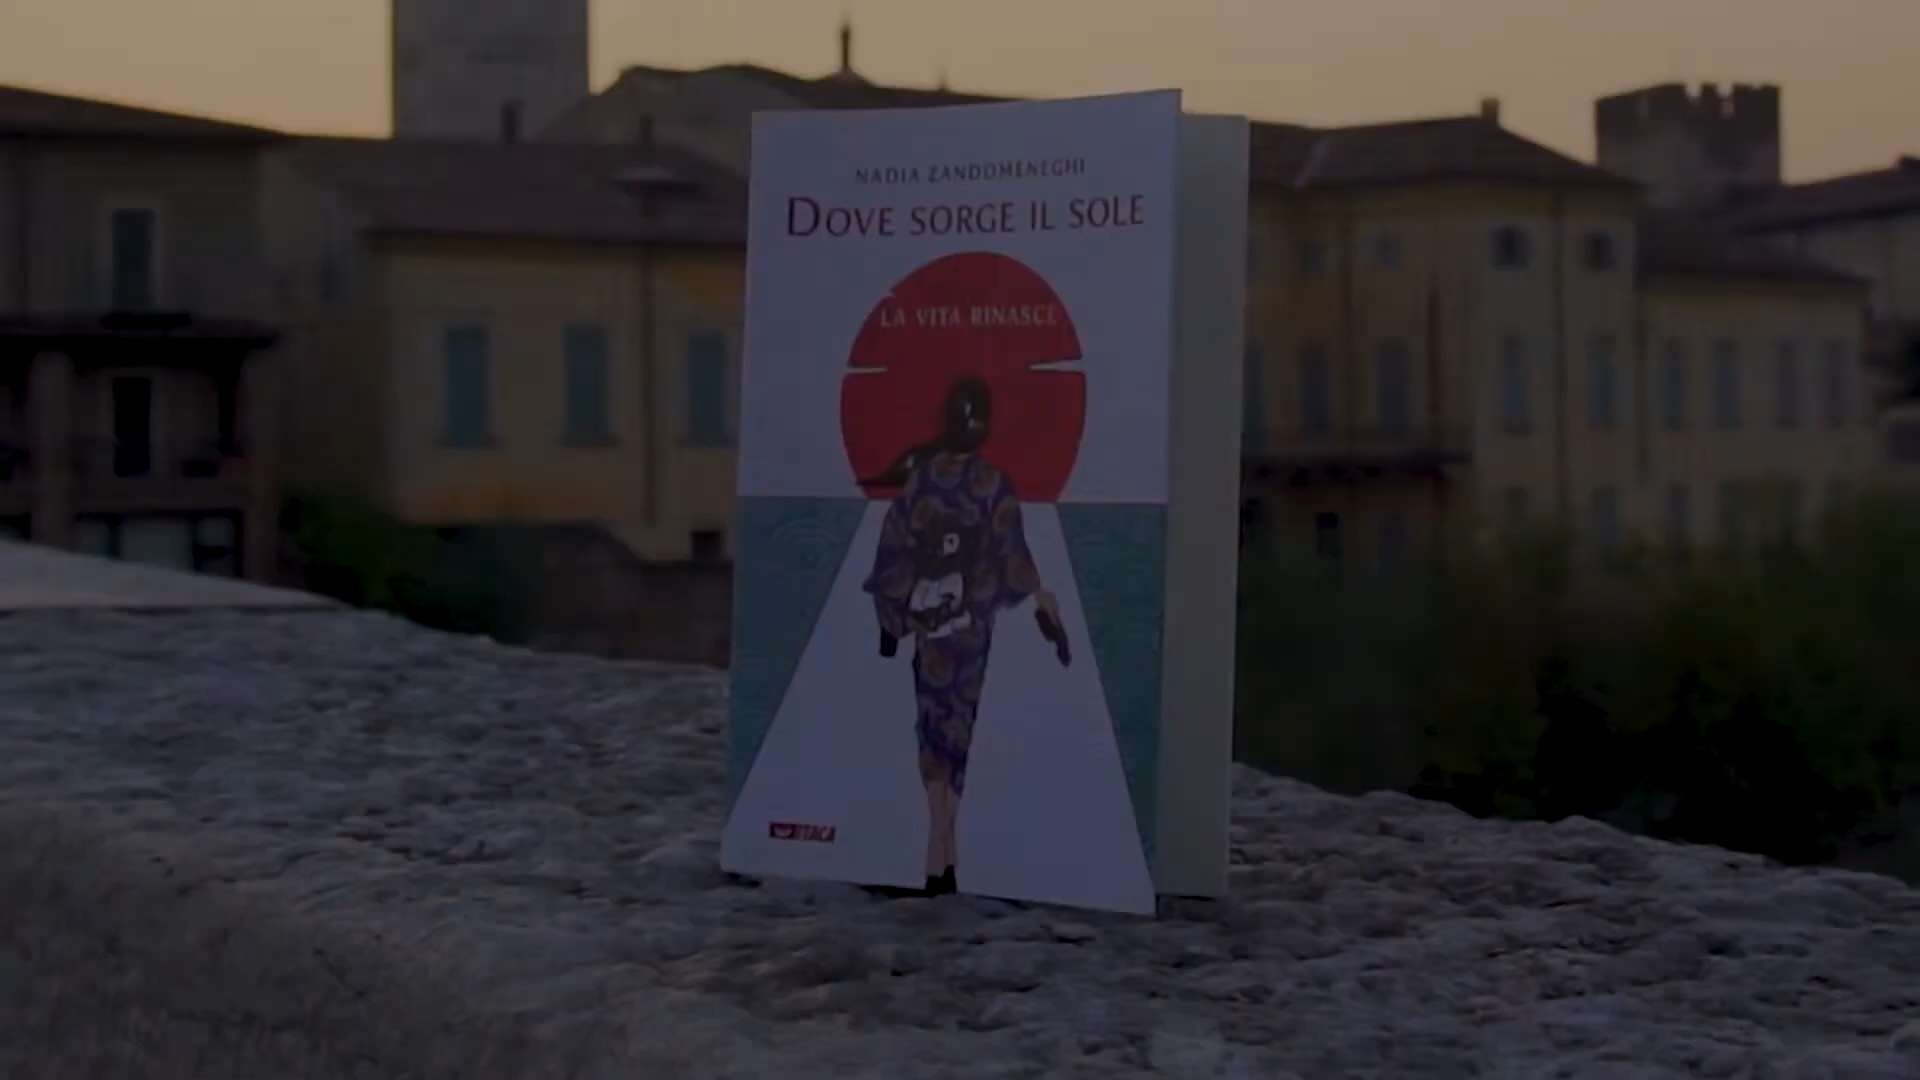 NADIA ZANDOMENEGHI
DOVE SORGE IL SOLE
LA VITA RINASCE
ITACA